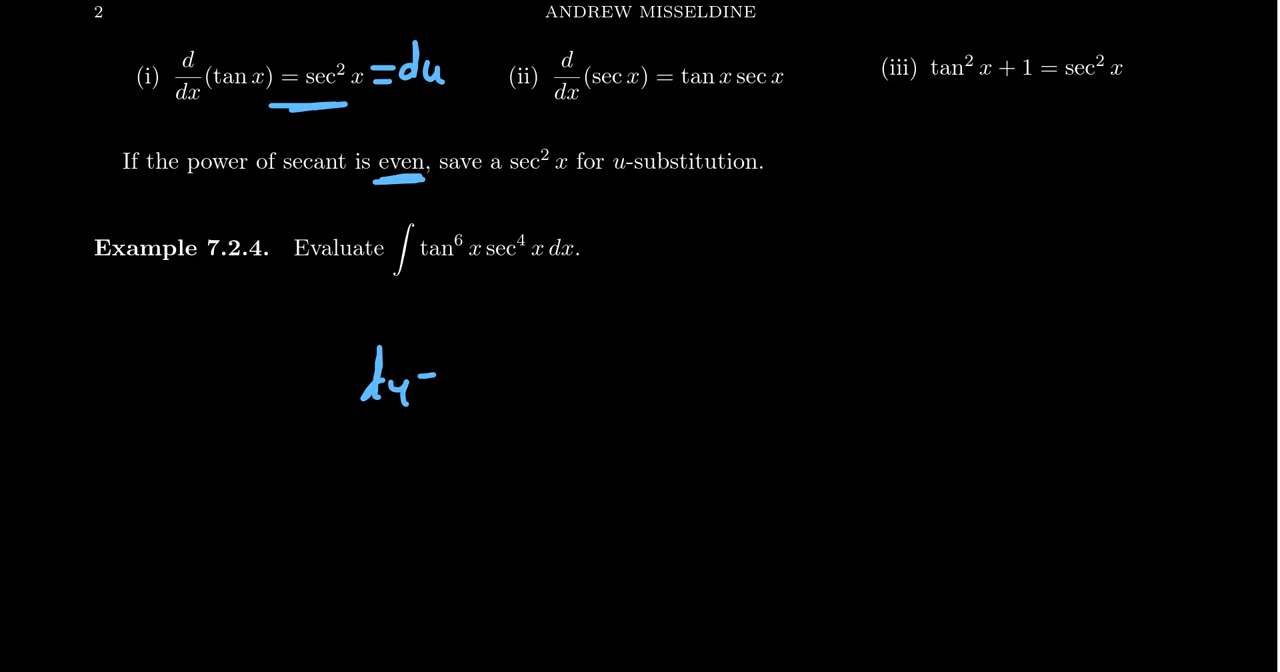 2 ANDREW MISSELDINE
(i) d/dx (tan x) = sec² x = du (ii) d/dx (sec x) = tan x sec x (iii) tan² x + 1 = sec² x
If the power of secant is even, save a sec² x for u-substitution.
Example 7.2.4. Evaluate ∫ tan⁶ x sec⁴ x dx.
du =